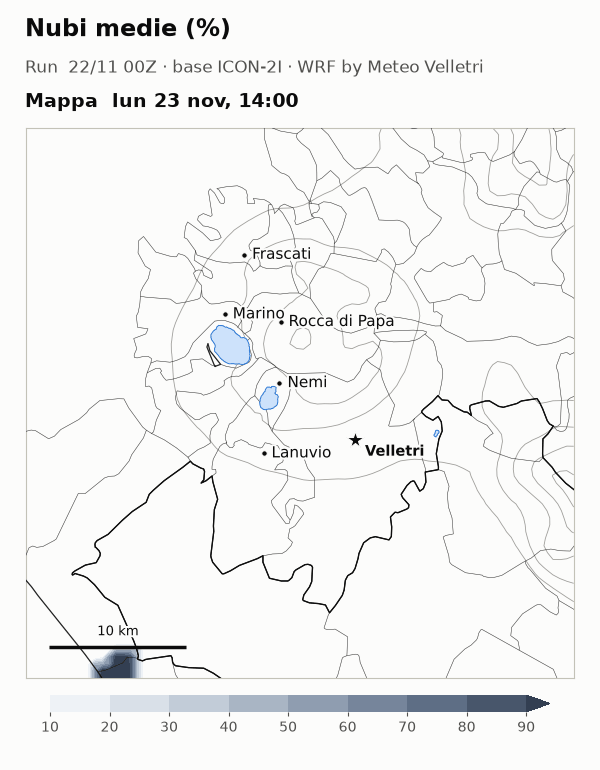 Nubi medie (%)
Run  22/11 00Z · base ICON-2I · WRF by Meteo Velletri
Mappa  lun 23 nov, 14:00
Frascati
Marino
Rocca di Papa
Nemi
Velletri
Lanuvio
10 km
10 20 30 40 50 60 70 80 90